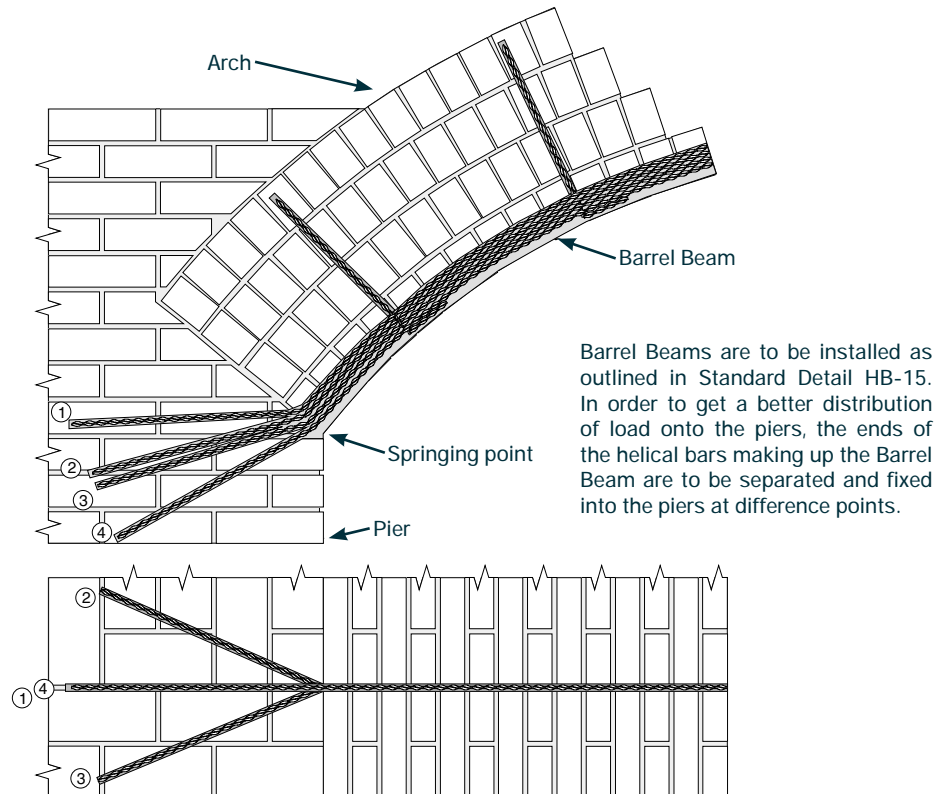 Arch
Barrel Beam
Barrel Beams are to be installed as
outlined in Standard Detail HB-15.
In order to get a better distribution
of load onto the piers, the ends of
the helical bars making up the Barrel
Beam are to be separated and fixed
into the piers at difference points.
1
Springing point
2
3
4
Pier
2
4
1
3